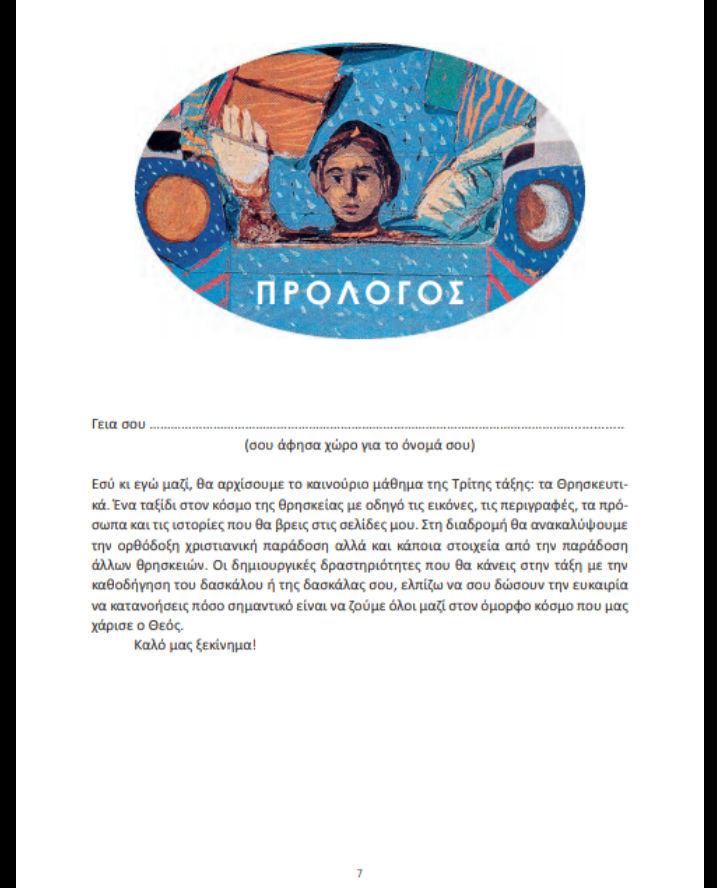 ΠΡΟΛΟΓΟΣ
Γεια σου ........................................................................................................................................
(σου άφησα χώρο για το όνομά σου)
Εσύ κι εγώ μαζί, θα αρχίσουμε το καινούριο μάθημα της Τρίτης τάξης: τα Θρησκευτι-
κά. Ένα ταξίδι στον κόσμο της θρησκείας με οδηγό τις εικόνες, τις περιγραφές, τα πρό-
σωπα και τις ιστορίες που θα βρεις στις σελίδες μου. Στη διαδρομή θα ανακαλύψουμε
την ορθόδοξη χριστιανική παράδοση αλλά και κάποια στοιχεία από την παράδοση
άλλων θρησκειών. Οι δημιουργικές δραστηριότητες που θα κάνεις στην τάξη με την
καθοδήγηση του δασκάλου ή της δασκάλας σου, ελπίζω να σου δώσουν την ευκαιρία
να κατανοήσεις πόσο σημαντικό είναι να ζούμε όλοι μαζί στον όμορφο κόσμο που μας
χάρισε ο Θεός.
Καλό μας ξεκίνημα!
7